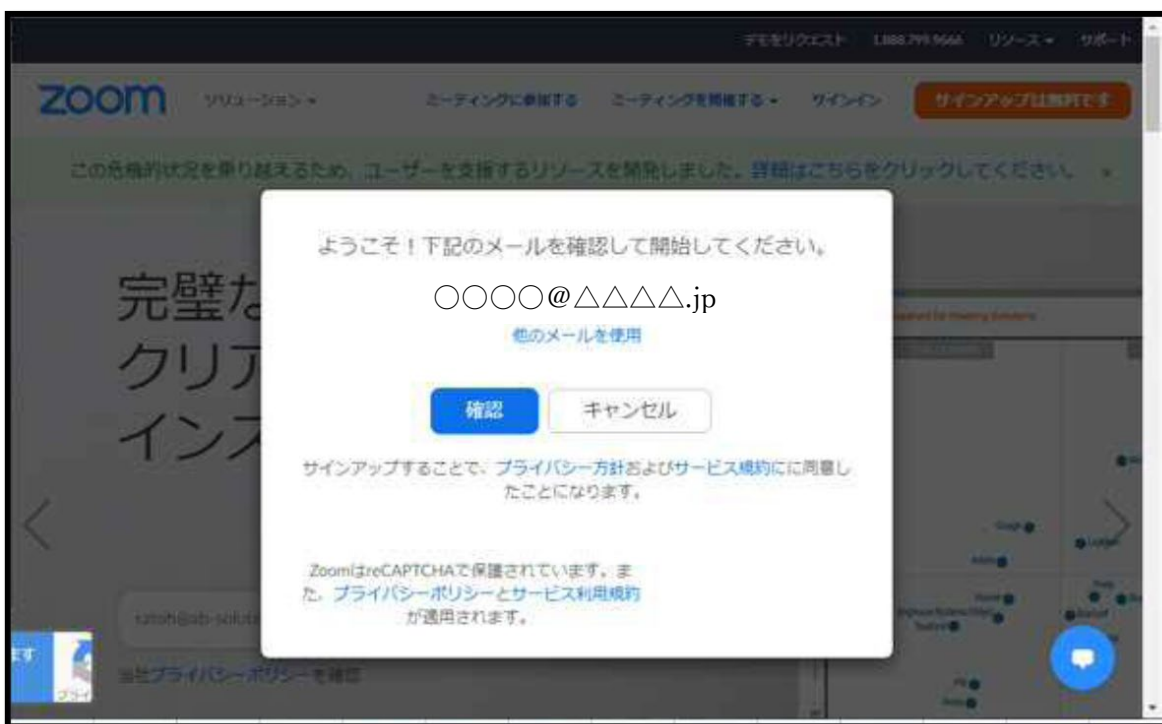 デモをリクエスト 1.888.799.9666 リソース サポート
zoom ソリューション ミーティングに参加する ミーティングを開催する サインイン サインアップは無料です
この危機的状況を乗り越えるため、ユーザーを支援するリソースを開発しました。詳細はこちらをクリックしてください。 ×
完璧な
クリア
インス
ようこそ！下記のメールを確認して開始してください。
○○○○@△△△△.jp
他のメールを使用
確認 キャンセル
サインアップすることで、プライバシー方針およびサービス規約にに同意し
たことになります。
ZoomはreCAPTCHAで保護されています。ま
た、プライバシーポリシーとサービス利用規約
が適用されます。
当社プライバシーポリシーを確認
ます
プライ